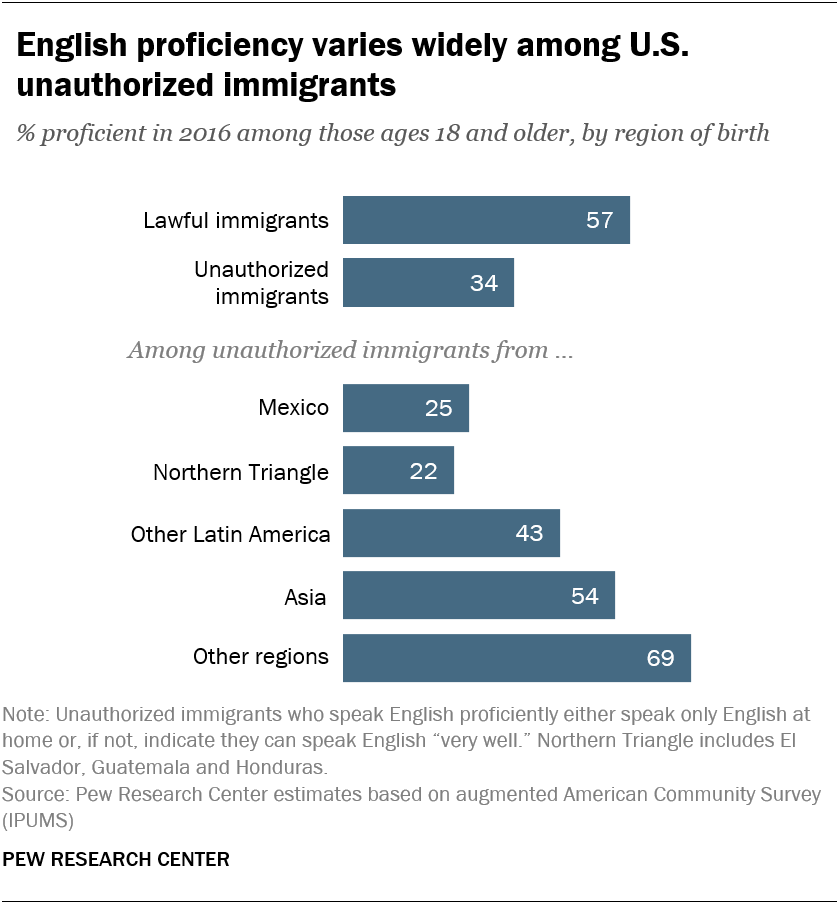 English proficiency varies widely among U.S.
unauthorized immigrants
% proficient in 2016 among those ages 18 and older, by region of birth
Lawful immigrants 57
Unauthorized
immigrants 34
Among unauthorized immigrants from ...
Mexico 25
Northern Triangle 22
Other Latin America 43
Asia 54
Other regions 69
Note: Unauthorized immigrants who speak English proficiently either speak only English at
home or, if not, indicate they can speak English “very well.” Northern Triangle includes El
Salvador, Guatemala and Honduras.
Source: Pew Research Center estimates based on augmented American Community Survey
(IPUMS)
PEW RESEARCH CENTER